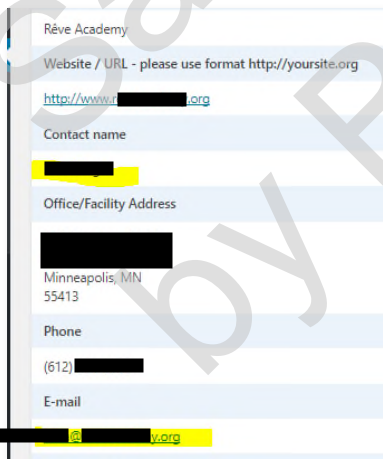 Rêve Academy
Website / URL - please use format http://yoursite.org
http://www.r .org
Contact name
Office/Facility Address
Minneapolis, MN
55413
Phone
(612)
E-mail
@ y.org